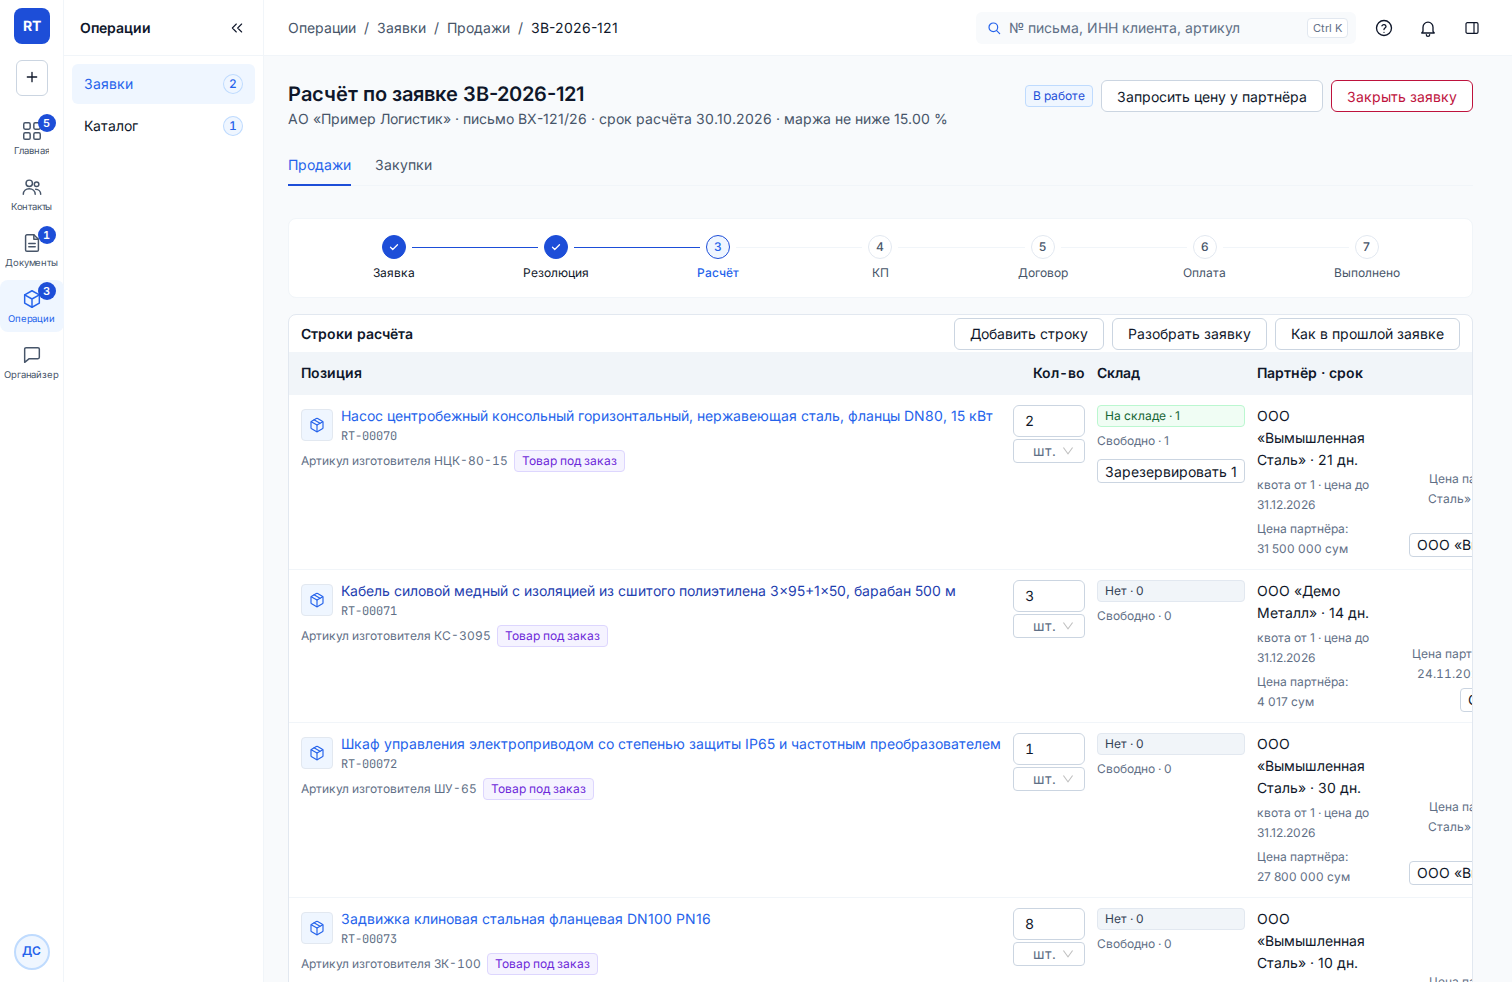 RT
Операции
Операции / Заявки / Продажи / ЗВ-2026-121
№ письма, ИНН клиента, артикул
Ctrl K
5
Главная
Контакты
1
Документы
3
Операции
Органайзер
ДС
Заявки
2
Каталог
1
Расчёт по заявке ЗВ-2026-121
В работе
Запросить цену у партнёра
Закрыть заявку
АО «Пример Логистик» · письмо ВХ-121/26 · срок расчёта 30.10.2026 · маржа не ниже 15.00 %
Продажи
Закупки
3
4
5
6
7
Заявка
Резолюция
Расчёт
КП
Договор
Оплата
Выполнено
Строки расчёта
Добавить строку
Разобрать заявку
Как в прошлой заявке
Позиция
Кол-во
Склад
Партнёр · срок
Насос центробежный консольный горизонтальный, нержавеющая сталь, фланцы DN80, 15 кВт
RT-00070
Артикул изготовителя НЦК-80-15
Товар под заказ
2
шт.
На складе · 1
Свободно · 1
Зарезервировать 1
ООО
«Вымышленная
Сталь» · 21 дн.
квота от 1 · цена до
31.12.2026
Цена партнёра:
31 500 000 сум
Цена па
Сталь»
ООО «В
Кабель силовой медный с изоляцией из сшитого полиэтилена 3×95+1×50, барабан 500 м
RT-00071
Артикул изготовителя КС-3095
Товар под заказ
3
шт.
Нет · 0
Свободно · 0
ООО «Демо
Металл» · 14 дн.
квота от 1 · цена до
31.12.2026
Цена партнёра:
4 017 сум
Цена парт
24.11.20
Шкаф управления электроприводом со степенью защиты IP65 и частотным преобразователем
RT-00072
Артикул изготовителя ШУ-65
Товар под заказ
1
шт.
Нет · 0
Свободно · 0
ООО
«Вымышленная
Сталь» · 30 дн.
квота от 1 · цена до
31.12.2026
Цена партнёра:
27 800 000 сум
Цена па
Сталь»
ООО «В
Задвижка клиновая стальная фланцевая DN100 PN16
RT-00073
Артикул изготовителя ЗК-100
Товар под заказ
8
шт.
Нет · 0
Свободно · 0
ООО
«Вымышленная
Сталь» · 10 дн.